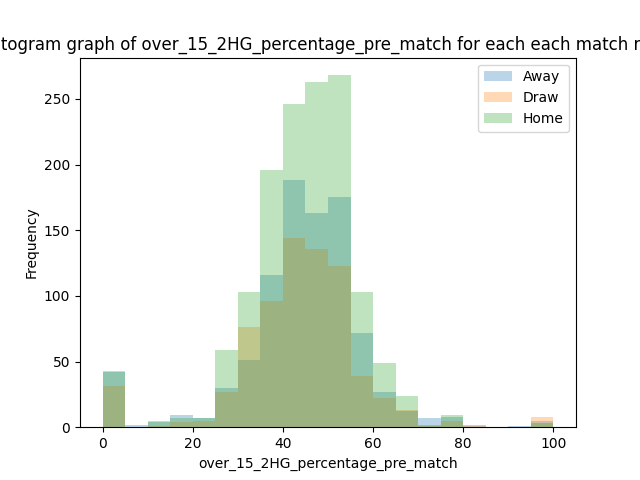 togram graph of over_15_2HG_percentage_pre_match for each each match r
Away
Draw
Home
250
200
150
100
50
0
Frequency
0 20 40 60 80 100
over_15_2HG_percentage_pre_match